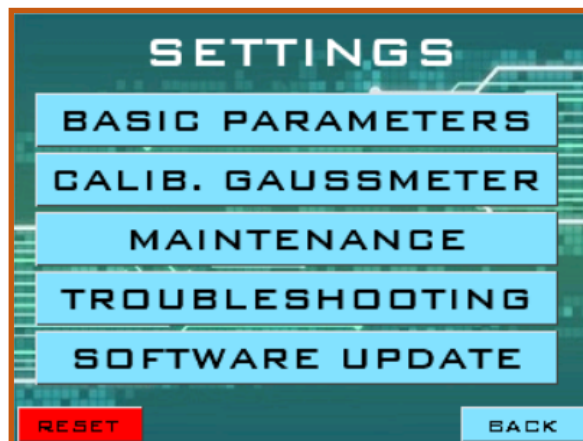 SETTINGS
BASIC PARAMETERS
CALIB. GAUSSMETER
MAINTENANCE
TROUBLESHOOTING
SOFTWARE UPDATE
RESET
BACK